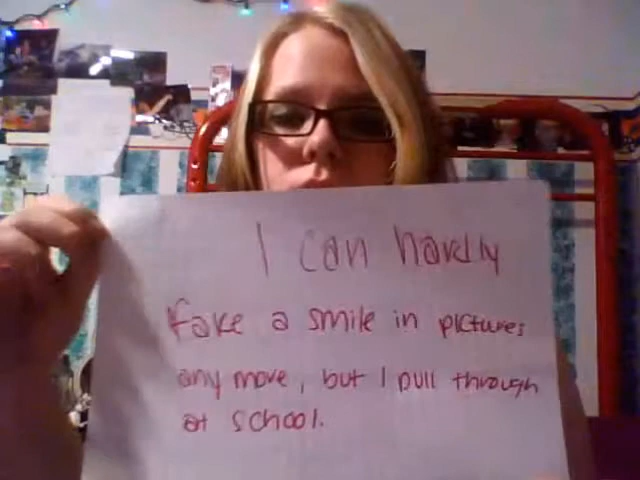 I can hardly
fake a smile in pictures
any more, but I pull through
at school.